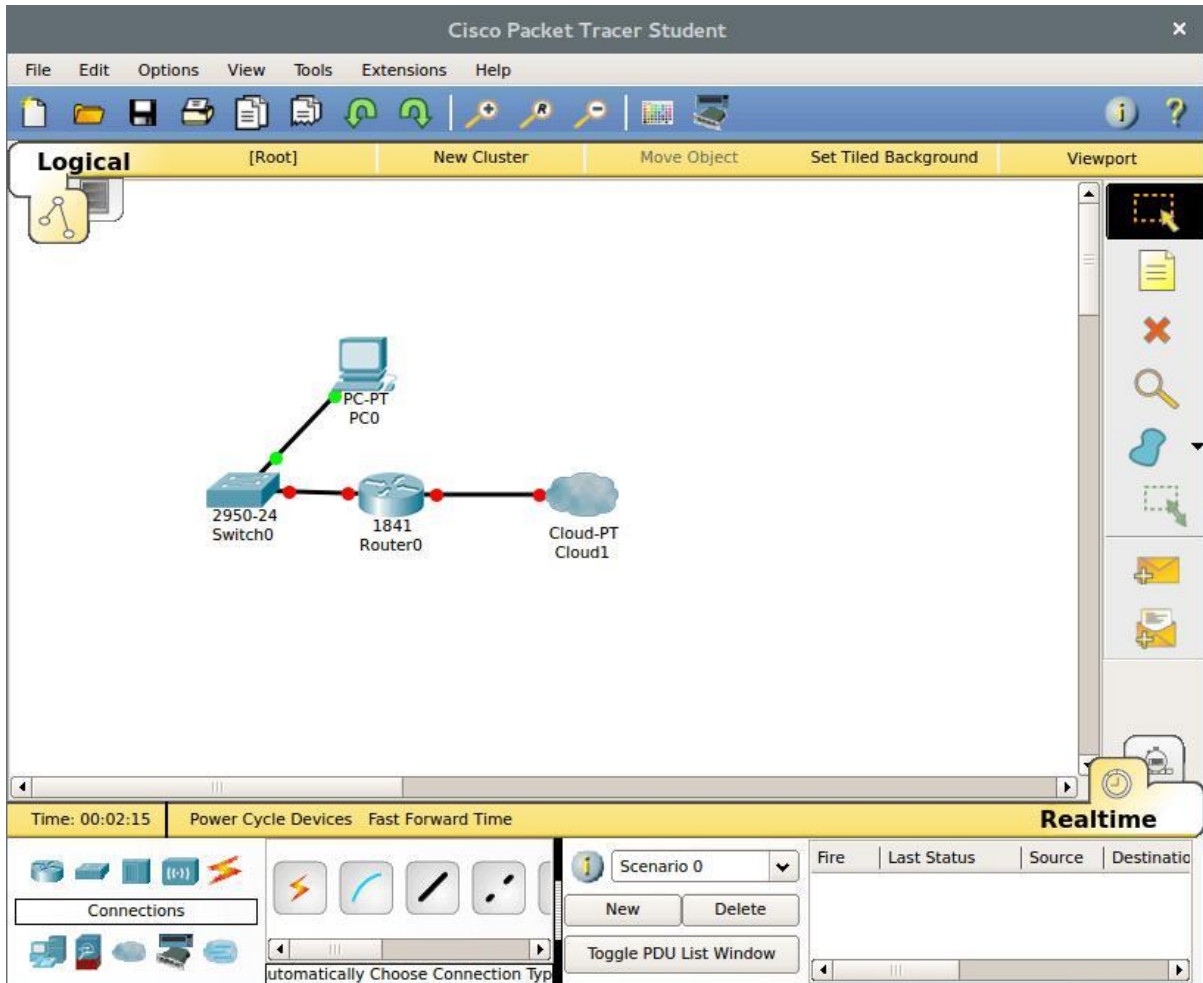 Cisco Packet Tracer Student
×
File Edit Options View Tools Extensions Help
R
i ?
Logical [Root] New Cluster Move Object Set Tiled Background Viewport
PC-PT
PC0
2950-24
Switch0
1841
Router0
Cloud-PT
Cloud1
Time: 00:02:15 Power Cycle Devices Fast Forward Time Realtime
Connections
utomatically Choose Connection Typ
i Scenario 0
New Delete
Toggle PDU List Window
Fire Last Status Source Destinatio